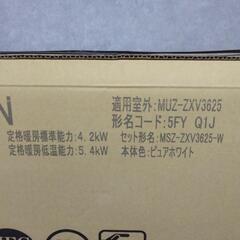 N
適用室外:MUZ-ZXV3625
形名コード:5FY Q1J
定格暖房標準能力:4.2kW
セット形名:MSZ-ZXV3625-W
定格暖房低温能力:5.4kW
本体色:ピュアホワイト